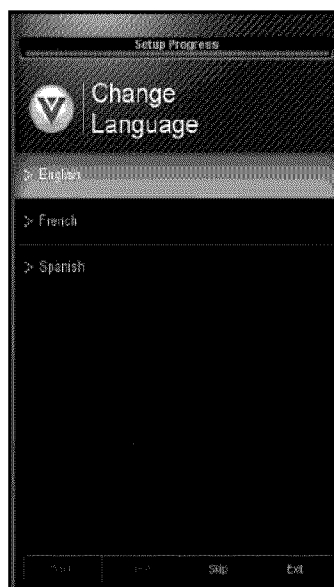 Setup Progress
Change
Language
> English
> French
> Spanish
Skip
Exit